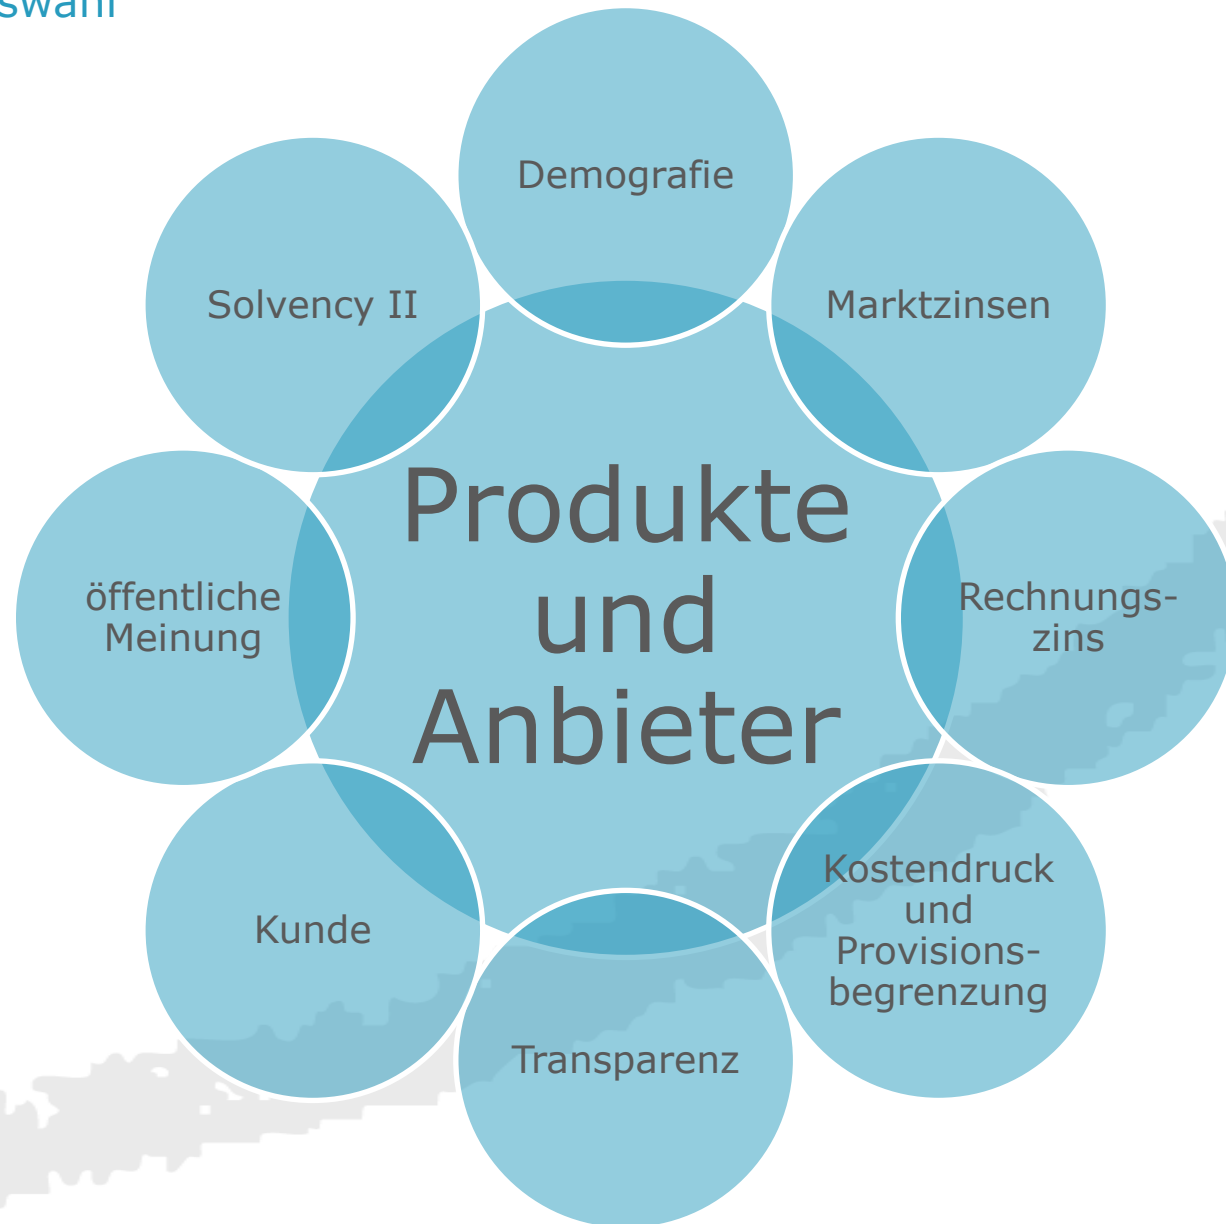 Demografie
Solvency II
Marktzinsen
Produkte
und
Anbieter
öffentliche
Meinung
Rechnungs-
zins
Kunde
Kostendruck
und
Provisions-
begrenzung
Transparenz